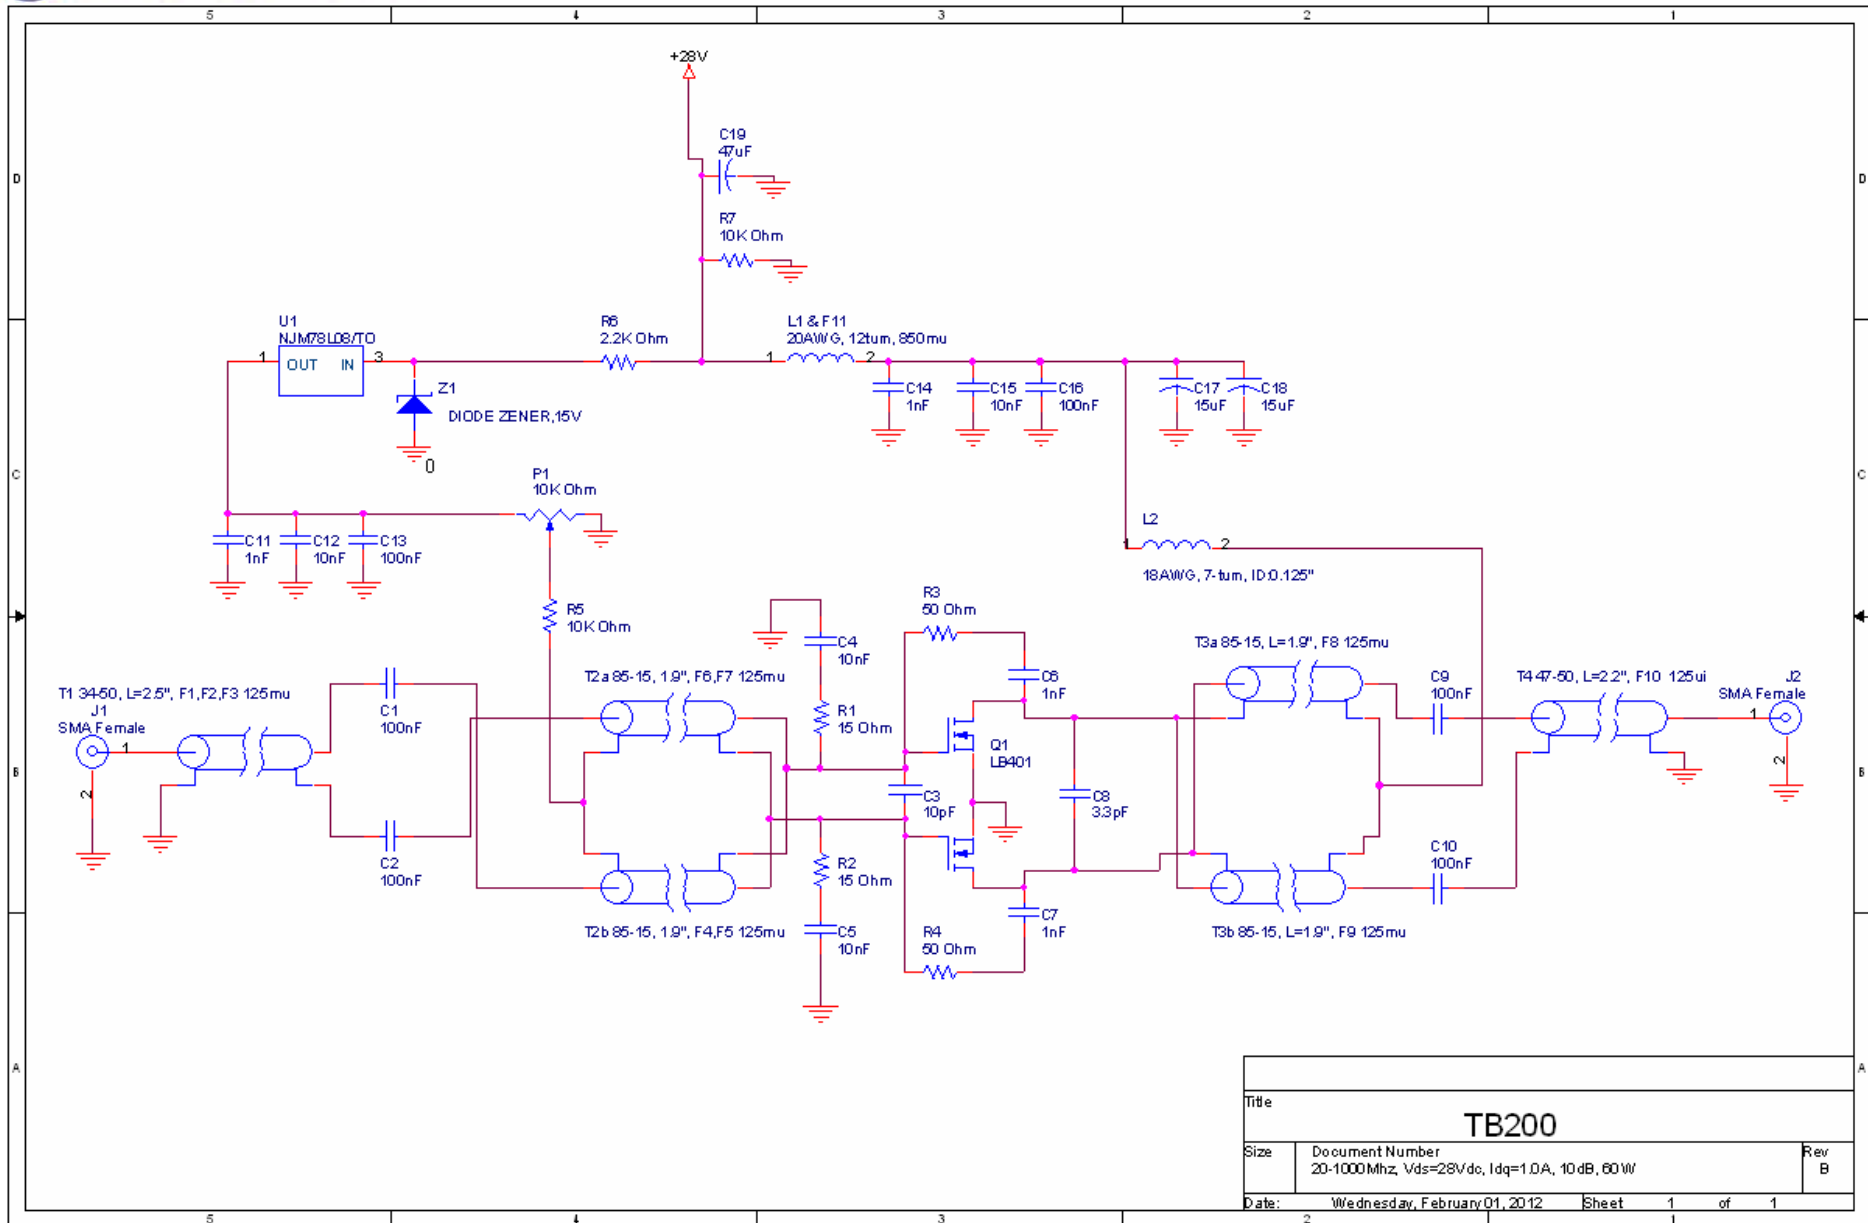 5 4 3 2 1
+28V
C19
47uF
D D
R7
10K Ohm
U1
NJM78L08/TO
R6
2.2K Ohm
L1 & F11
20AWG, 12turn, 850mu
1 OUT IN 3
1 2
Z1
DIODE ZENER,15V
0
C14
1nF
C15
10nF
C16
100nF
C17
15uF
C18
15uF
C C
P1
10K Ohm
C11
1nF
C12
10nF
C13
100nF
L2
1 2
18AWG, 7-turn, ID:0.125"
R5
10K Ohm
C4
10nF
R3
50 Ohm
T1 34-50, L=2.5", F1,F2,F3 125mu
J1
SMA Female
1
2
C1
100nF
T2a 85-15, 1.9", F6,F7 125mu
R1
15 Ohm
C6
1nF
T3a 85-15, L=1.9", F8 125mu
C9
100nF
T4 47-50, L=2.2", F10 125ui
J2
SMA Female
1
2
Q1
LB401
B B
C3
10pF
C8
3.3pF
C2
100nF
R2
15 Ohm
C10
100nF
T2b 85-15, 1.9", F4,F5 125mu
C5
10nF
R4
50 Ohm
C7
1nF
T3b 85-15, L=1.9", F9 125mu
A A
Title
TB200
Size
Document Number
20-1000Mhz, Vds=28Vdc, Idq=1.0A, 10dB, 60W
Rev
B
Date: Wednesday, February 01, 2012 Sheet 1 of 1
5 4 3 2 1